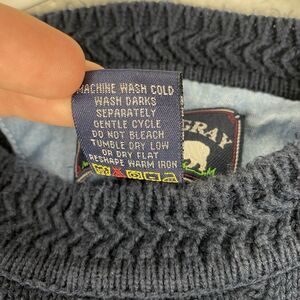 MACHINE WASH COLD
WASH DARKS
SEPARATELY
GENTLE CYCLE
DO NOT BLEACH
TUMBLE DRY LOW
OR DRY FLAT
RESHAPE WARM IRON
GRAY